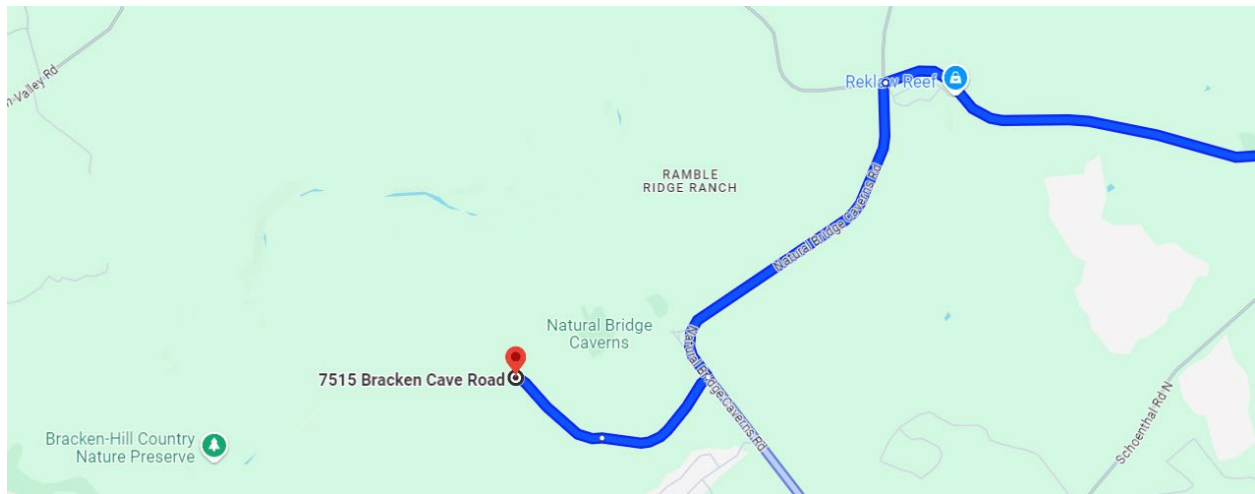 n Valley Rd
Reklaw Reef
RAMBLE
RIDGE RANCH
Natural Bridge Caverns Rd
Natural Bridge
Caverns
Natural Bridge Caverns Rd
7515 Bracken Cave Road
Schoenthal Rd N
Bracken-Hill Country
Nature Preserve